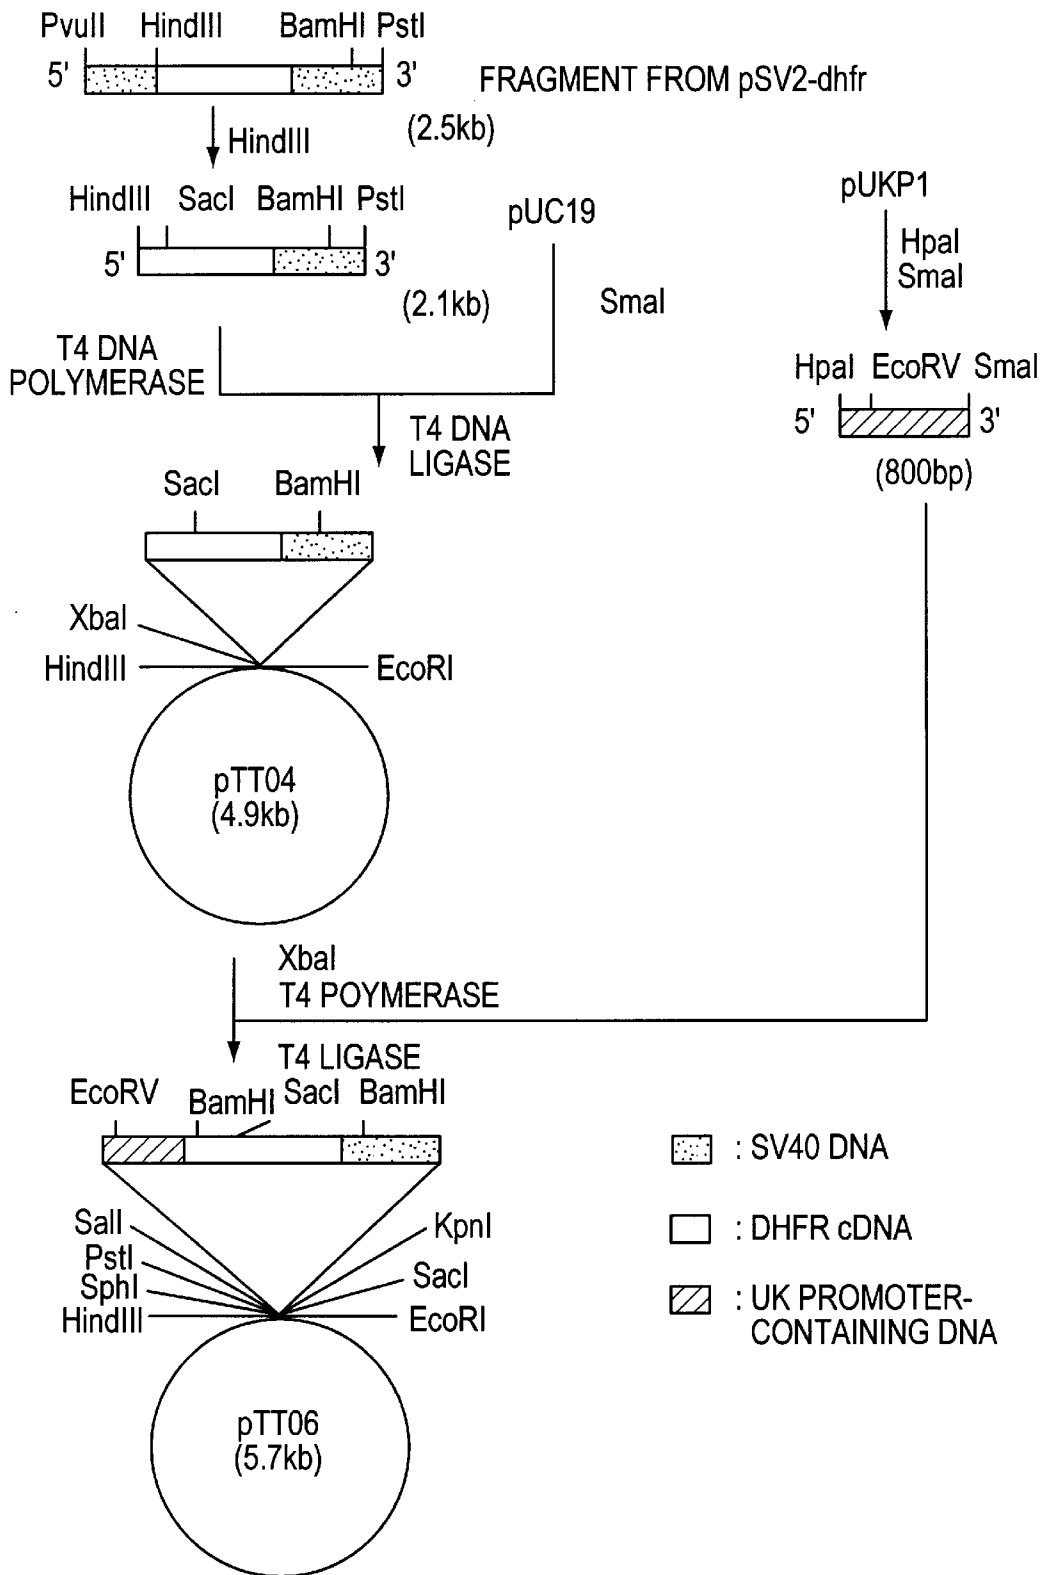 PvuII HindIII BamHI PstI
5' 3'
FRAGMENT FROM pSV2-dhfr
(2.5kb)
HindIII
HindIII SacI BamHI PstI
5' 3'
(2.1kb)
pUC19
SmaI
pUKP1
HpaI
SmaI
HpaI EcoRV SmaI
5' 3'
(800bp)
T4 DNA
POLYMERASE
T4 DNA
LIGASE
SacI BamHI
XbaI
HindIII EcoRI
pTT04
(4.9kb)
XbaI
T4 POYMERASE
T4 LIGASE
EcoRV BamHI SacI BamHI
SalI
PstI
SphI
HindIII
KpnI
SacI
EcoRI
pTT06
(5.7kb)
: SV40 DNA
: DHFR cDNA
: UK PROMOTER-
CONTAINING DNA